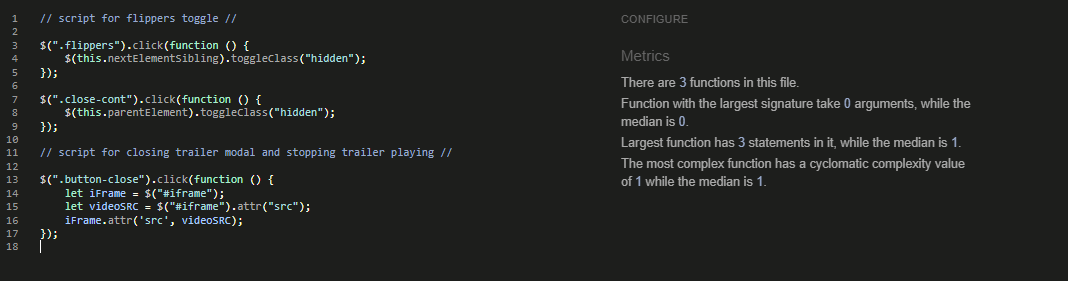 1 // script for flippers toggle //
2
3 $(".flippers").click(function () {
4 $(this.nextElementSibling).toggleClass("hidden");
5 });
6
7 $(".close-cont").click(function () {
8 $(this.parentElement).toggleClass("hidden");
9 });
10
11 // script for closing trailer modal and stopping trailer playing //
12
13 $(".button-close").click(function () {
14 let iFrame = $("#iframe");
15 let videoSRC = $("#iframe").attr("src");
16 iFrame.attr('src', videoSRC);
17 });
18
CONFIGURE
Metrics
There are 3 functions in this file.
Function with the largest signature take 0 arguments, while the
median is 0.
Largest function has 3 statements in it, while the median is 1.
The most complex function has a cyclomatic complexity value
of 1 while the median is 1.